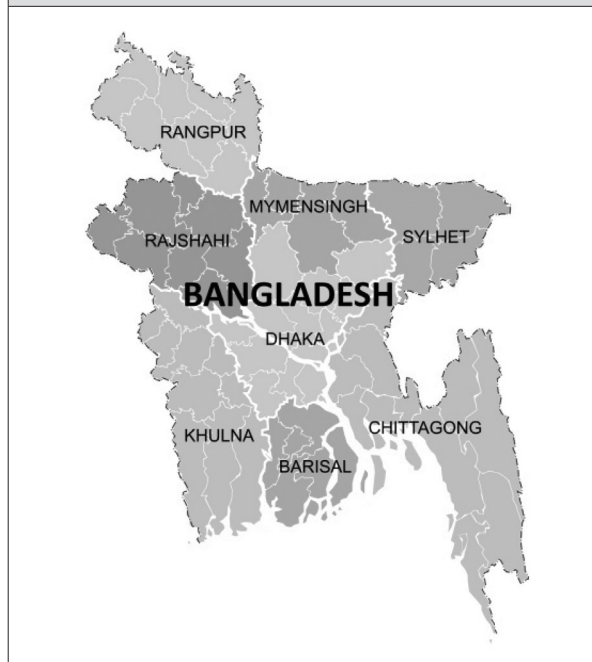 RANGPUR
MYMENSINGH
RAJSHAHI
SYLHET
BANGLADESH
DHAKA
KHULNA
CHITTAGONG
BARISAL